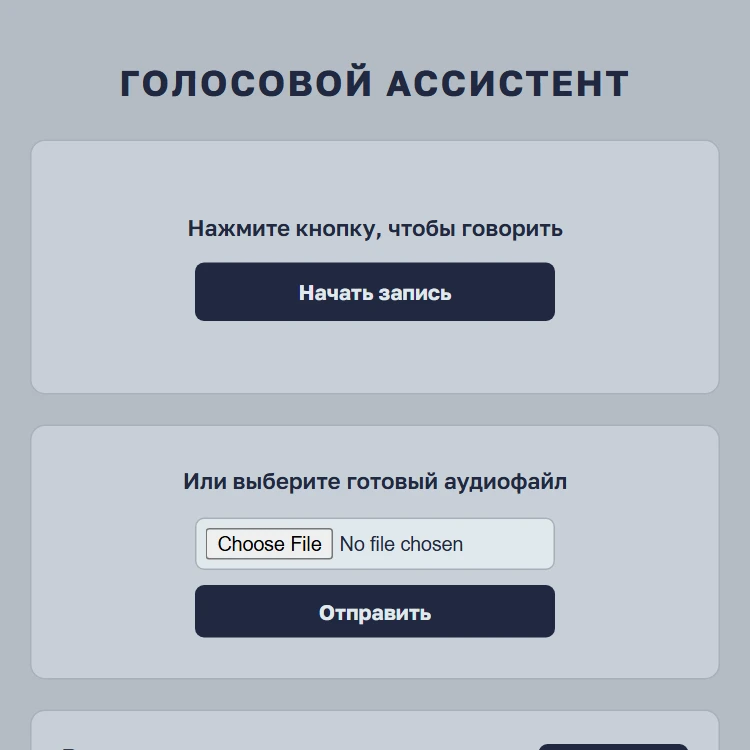 ГОЛОСОВОЙ АССИСТЕНТ
Нажмите кнопку, чтобы говорить
Начать запись
Или выберите готовый аудиофайл
Choose File No file chosen
Отправить